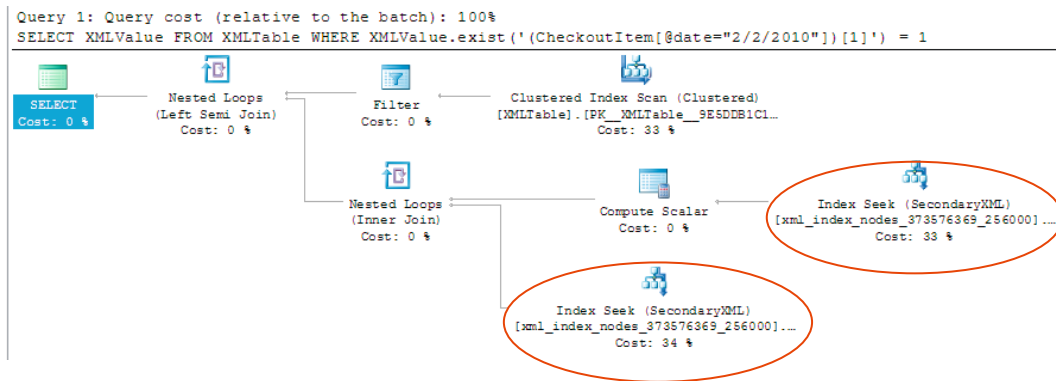 Query 1: Query cost (relative to the batch): 100%
SELECT XMLValue FROM XMLTable WHERE XMLValue.exist('(CheckoutItem[@date="2/2/2010"])[1]') = 1
SELECT
Cost: 0 %
Nested Loops
(Left Semi Join)
Cost: 0 %
Filter
Cost: 0 %
Clustered Index Scan (Clustered)
[XMLTable].[PK__XMLTable__9E5DDB1C1…
Cost: 33 %
Nested Loops
(Inner Join)
Cost: 0 %
Compute Scalar
Cost: 0 %
Index Seek (SecondaryXML)
[xml_index_nodes_373576369_256000]....
Cost: 33 %
Index Seek (SecondaryXML)
[xml_index_nodes_373576369_256000]....
Cost: 34 %